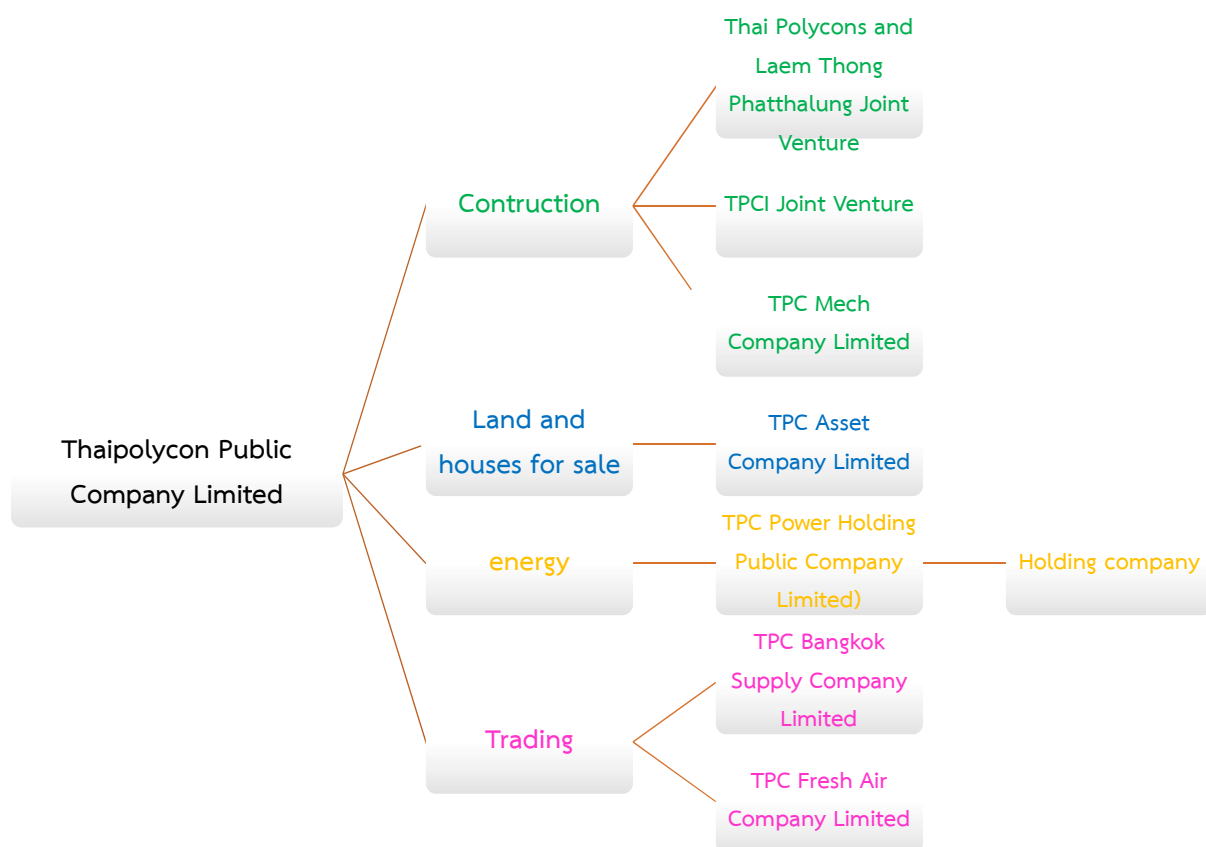 Thaipolycon Public
Company Limited
Contruction
Thai Polycons and
Laem Thong
Phatthalung Joint
Venture
TPCI Joint Venture
TPC Mech
Company Limited
Land and
houses for sale
TPC Asset
Company Limited
energy
TPC Power Holding
Public Company
Limited)
Holding company
Trading
TPC Bangkok
Supply Company
Limited
TPC Fresh Air
Company Limited